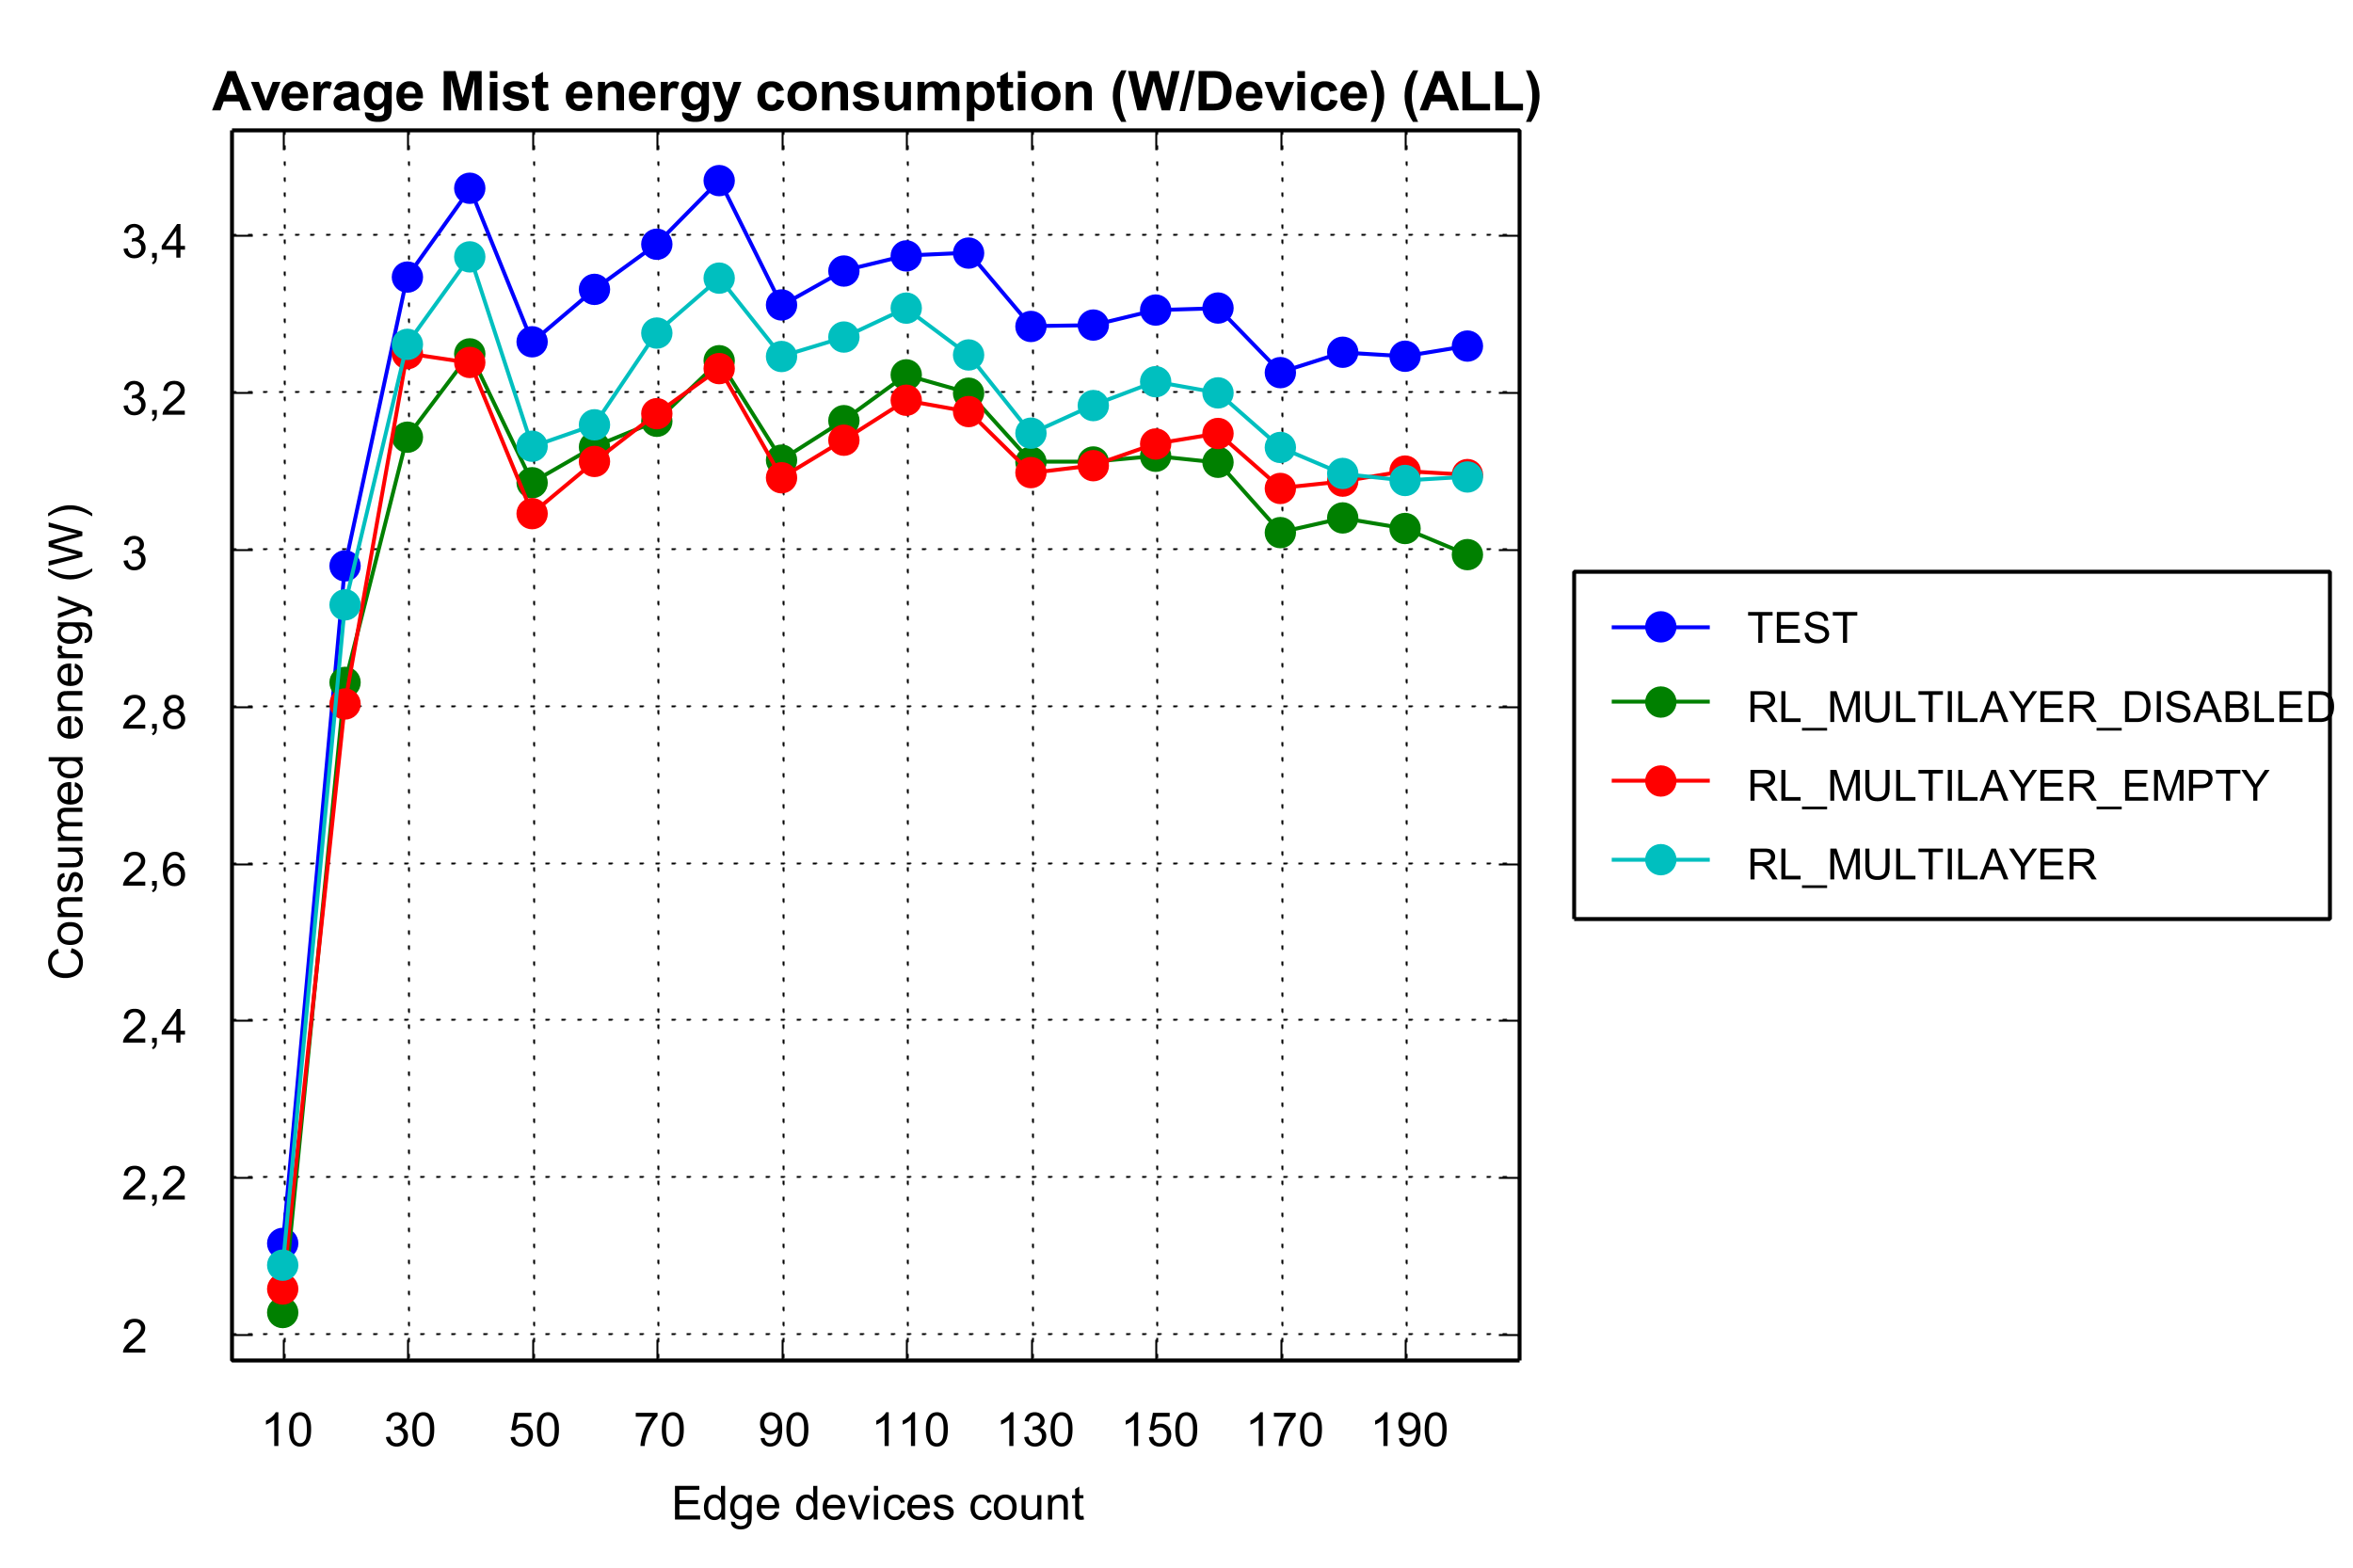 Average Mist energy consumption (W/Device) (ALL)
Consumed energy (W)
3,4
3,2
3
2,8
2,6
2,4
2,2
2
10 30 50 70 90 110 130 150 170 190
Edge devices count
TEST
RL_MULTILAYER_DISABLED
RL_MULTILAYER_EMPTY
RL_MULTILAYER